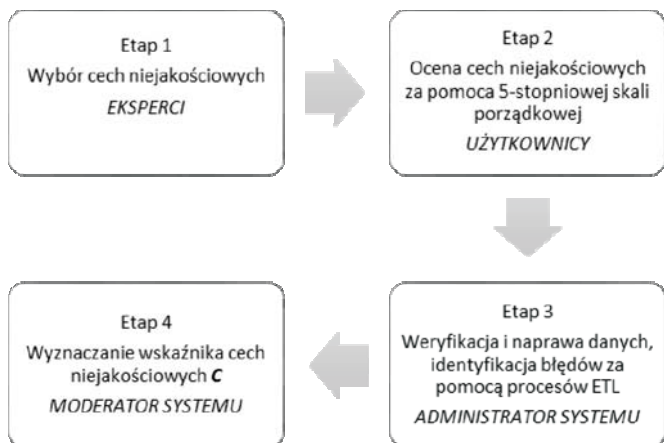 Etap 1
Wybór cech niejakościowych
EKSPERCI
Etap 2
Ocena cech niejakościowych
za pomoca 5-stopniowej skali
porządkowej
UŻYTKOWNICY
Etap 3
Weryfikacja i naprawa danych,
identyfikacja błędów za
pomocą procesów ETL
ADMINISTRATOR SYSTEMU
Etap 4
Wyznaczanie wskaźnika cech
niejakościowych C
MODERATOR SYSTEMU